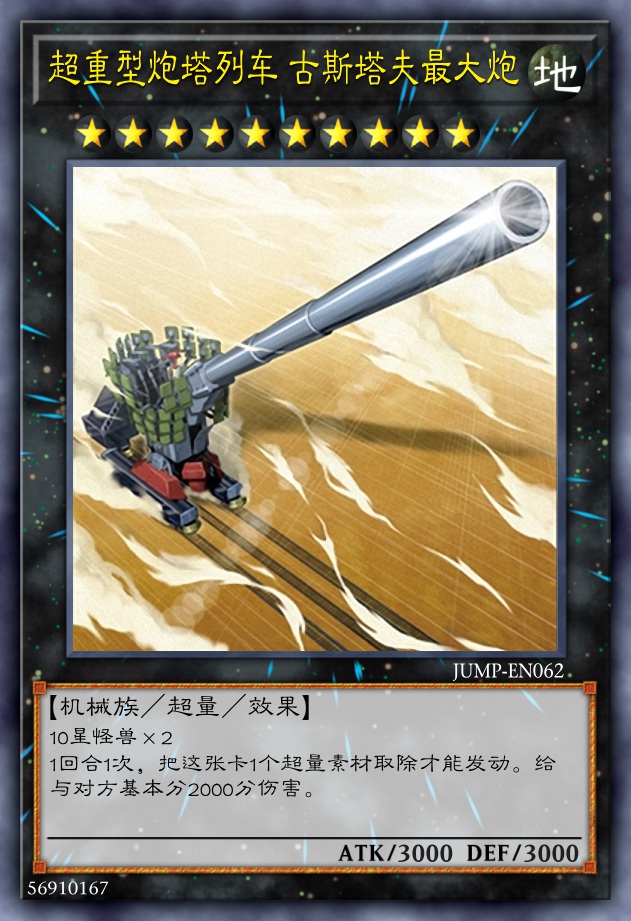 超重型炮塔列车 古斯塔夫最大炮 地
JUMP-EN062
【机械族／超量／效果】
10星怪兽×2
1回合1次，把这张卡1个超量素材取除才能发动。给
与对方基本分2000分伤害。
ATK/3000 DEF/3000
56910167